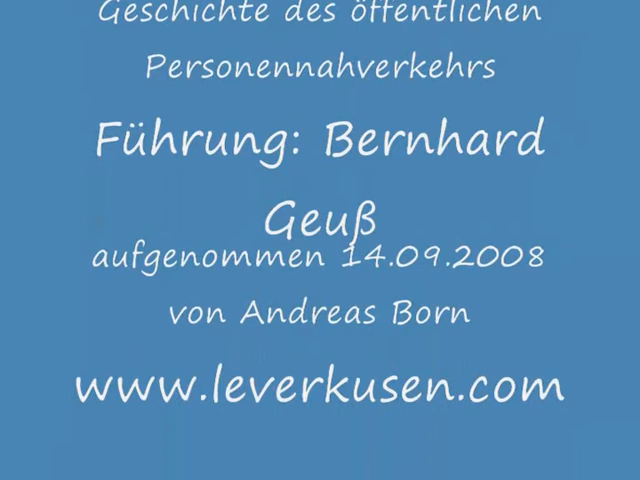 Geschichte des öffentlichen
Personennahverkehrs
Führung: Bernhard
Geuß
aufgenommen 14.09.2008
von Andreas Born
www.leverkusen.com